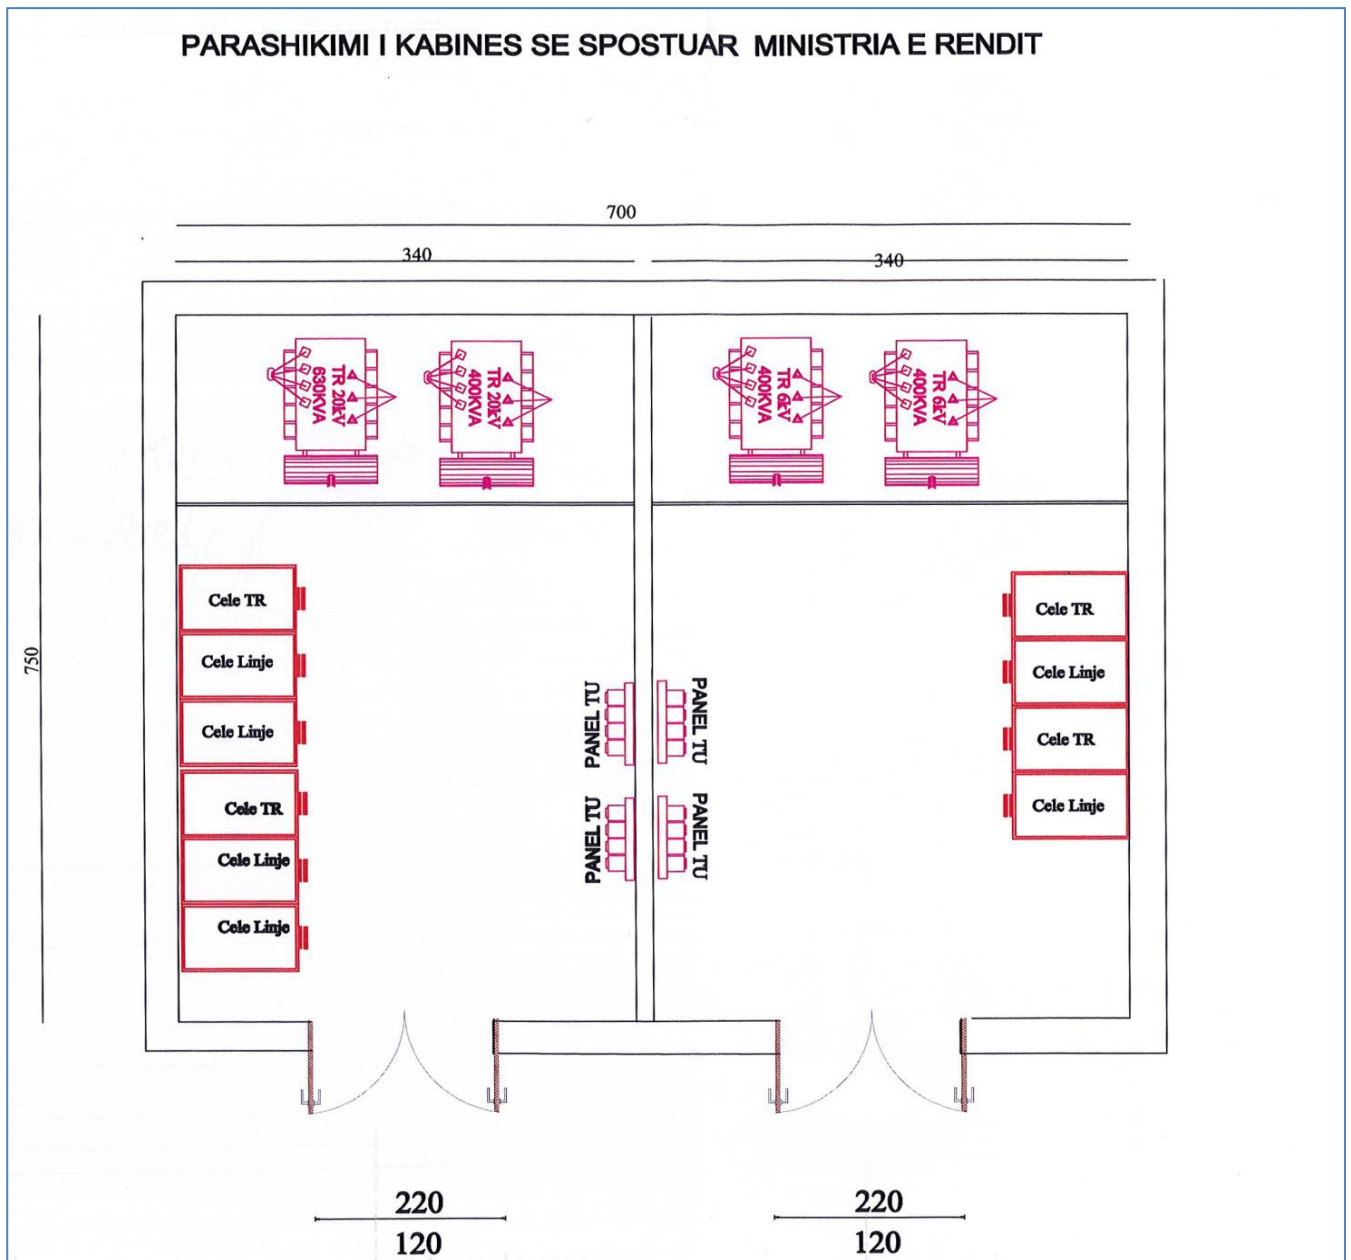 PARASHIKIMI I KABINES SE SPOSTUAR MINISTRIA E RENDIT
700
340
340
TR 20kV
630KVA
TR 20kV
400KVA
TR 6kV
400KVA
TR 6kV
400KVA
750
Cele TR
Cele Linje
Cele Linje
Cele TR
Cele Linje
Cele Linje
PANEL TU
PANEL TU
PANEL TU
PANEL TU
Cele TR
Cele Linje
Cele TR
Cele Linje
220
120
220
120